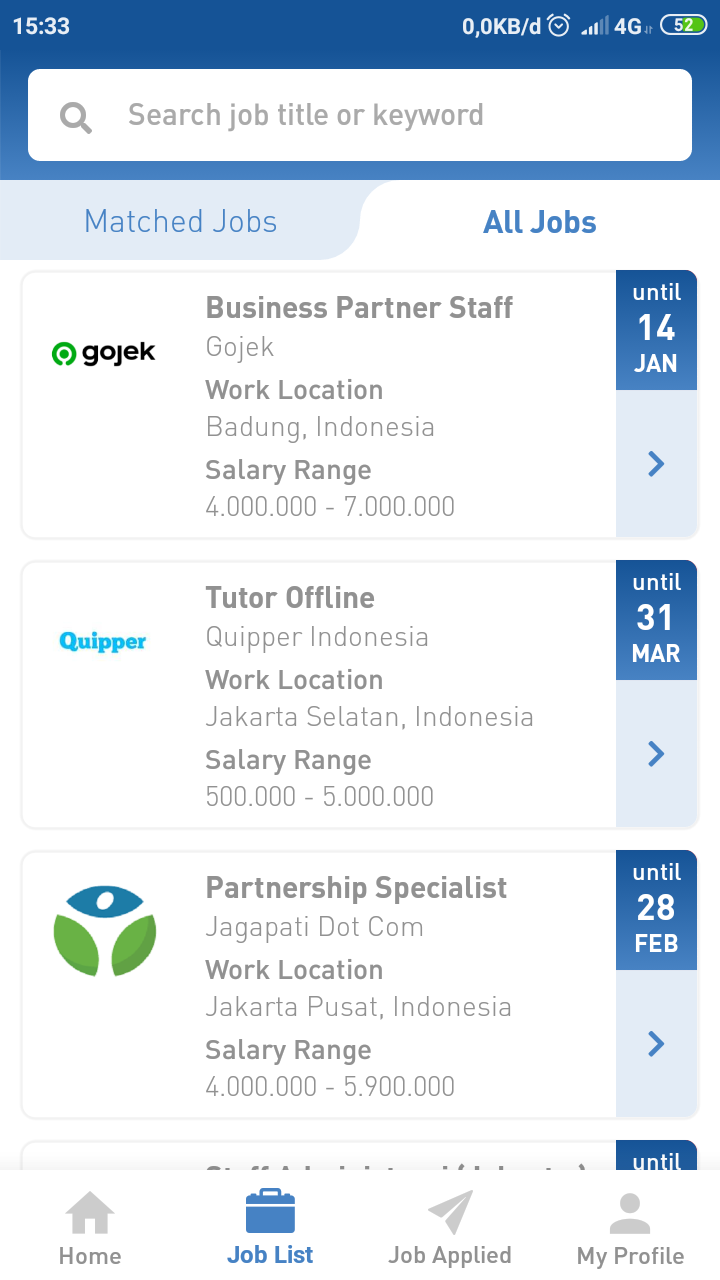 15:33
0,0KB/d 4G 52
Search job title or keyword
Matched Jobs
All Jobs
gojek
Business Partner Staff
Gojek
Work Location
Badung, Indonesia
Salary Range
4.000.000 - 7.000.000
until
14
JAN
Quipper
Tutor Offline
Quipper Indonesia
Work Location
Jakarta Selatan, Indonesia
Salary Range
500.000 - 5.000.000
until
31
MAR
Partnership Specialist
Jagapati Dot Com
Work Location
Jakarta Pusat, Indonesia
Salary Range
4.000.000 - 5.900.000
until
28
FEB
until
Home
Job List
Job Applied
My Profile